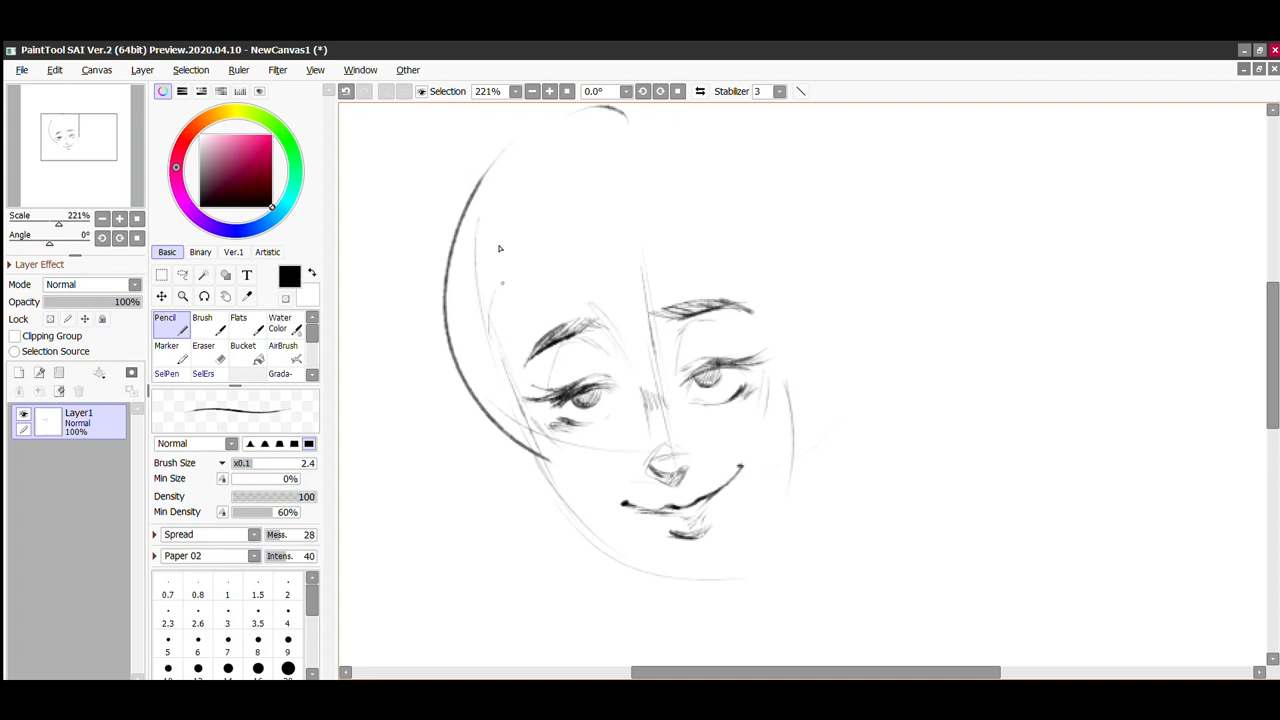 PaintTool SAI Ver.2 (64bit) Preview.2020.04.10 - NewCanvas1 (*)
File Edit Canvas Layer Selection Ruler Filter View Window Other
Selection 221% 0.0° Stabilizer 3
Scale 221%
Angle 0°
Layer Effect
Mode Normal
Opacity 100%
Lock
Clipping Group
Selection Source
Layer1
Normal
100%
Basic Binary Ver.1 Artistic
T
Pencil Brush Flats Water Color
Marker Eraser Bucket AirBrush
SelPen SelErs Grada-
Normal
Brush Size x0.1 2.4
Min Size 0%
Density 100
Min Density 60%
Spread Mess. 28
Paper 02 Intens. 40
0.7 0.8 1 1.5 2
2.3 2.6 3 3.5 4
5 6 7 8 9